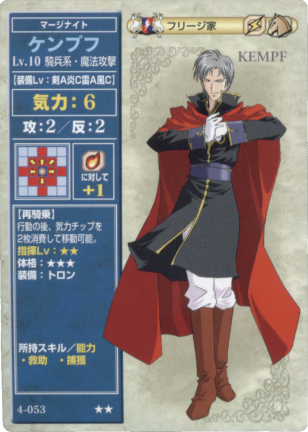 マージナイト
ケンプフ
Lv.10 騎兵系・魔法攻撃
【装備Lv：剣A炎C雷A風C】
気力：6
攻：2／反：2
に対して
+1
【再騎乗】
行動の後、気力チップを
2枚消費して移動可能。
指揮Lv：★★
体格：★★★
装備：トロン
所持スキル／能力
・救助 ・捕獲
4-053 ★★
フリージ家
KEMPF